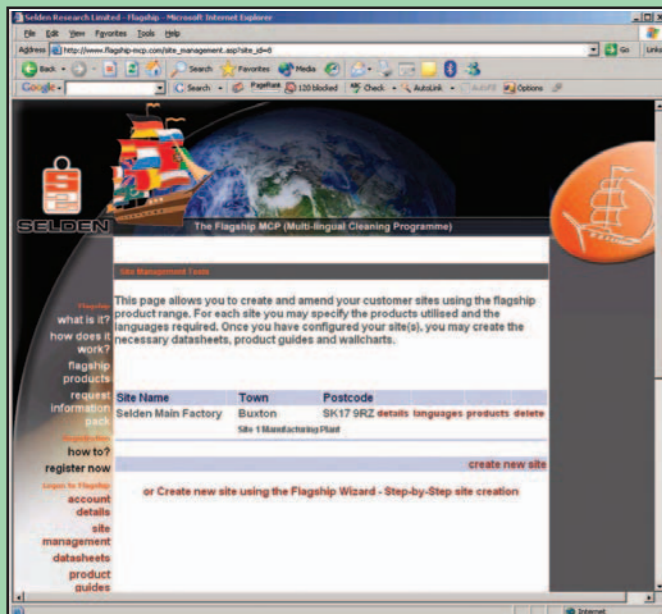 Selden Research Limited - Flagship - Microsoft Internet Explorer
File Edit View Favorites Tools Help
Address http://www.flagship-mcp.com/site_management.asp?site_id=8 Go Links
Back Search Favorites Media
Google Search PageRank 120 blocked Check AutoLink AutoFill Options
SELDEN
The Flagship MCP (Multi-lingual Cleaning Programme)
Site Management Tools
This page allows you to create and amend your customer sites using the flagship
product range. For each site you may specify the products utilised and the
languages required. Once you have configured your site(s), you may create the
necessary datasheets, product guides and wallcharts.
Flagship
what is it?
how does it
work?
flagship
products
request
information
pack
Registration
how to?
register now
Logon to Flagship
account
details
site
management
datasheets
product
guides
Site Name Town Postcode
Selden Main Factory Buxton SK17 9RZ details languages products delete
Site 1 Manufacturing Plant
create new site
or Create new site using the Flagship Wizard - Step-by-Step site creation
Internet